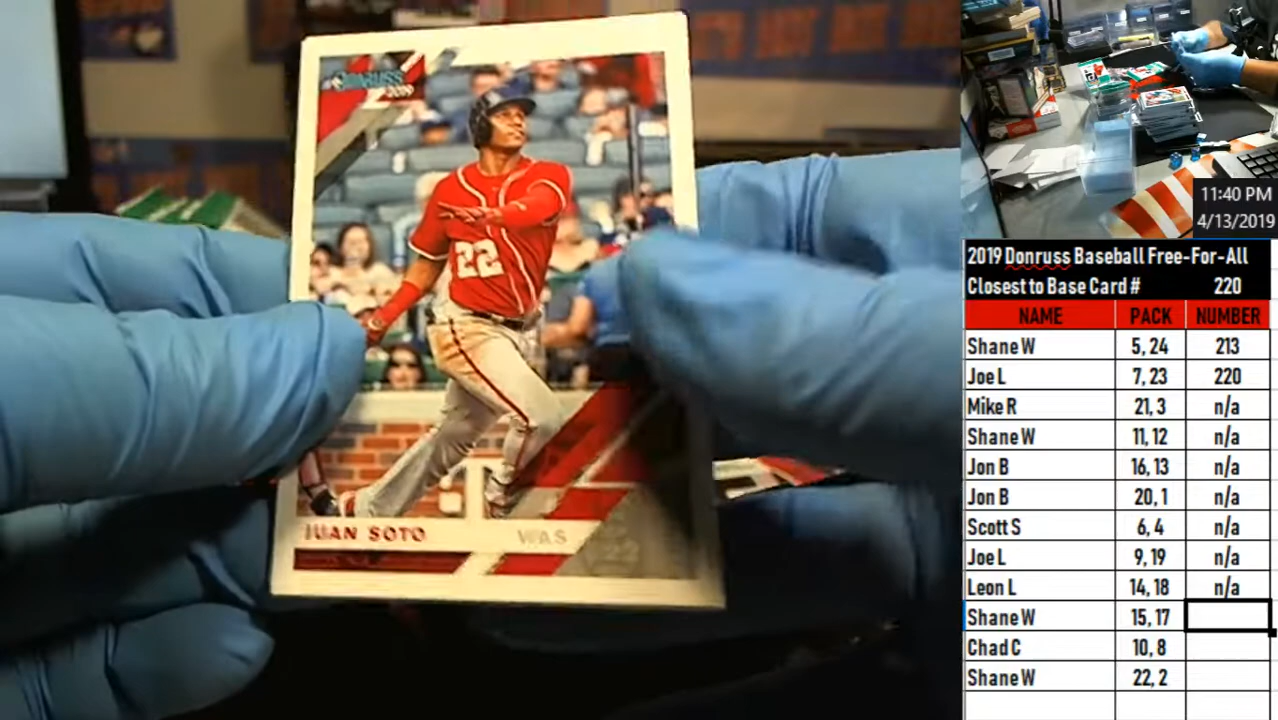 DONRUSS
2019
22
JUAN SOTO WAS
11:40 PM
4/13/2019
2019 Donruss Baseball Free-For-All
Closest to Base Card # 220
NAME PACK NUMBER
Shane W 5, 24 213
Joe L 7, 23 220
Mike R 21, 3 n/a
Shane W 11, 12 n/a
Jon B 16, 13 n/a
Jon B 20, 1 n/a
Scott S 6, 4 n/a
Joe L 9, 19 n/a
Leon L 14, 18 n/a
Shane W 15, 17
Chad C 10, 8
Shane W 22, 2